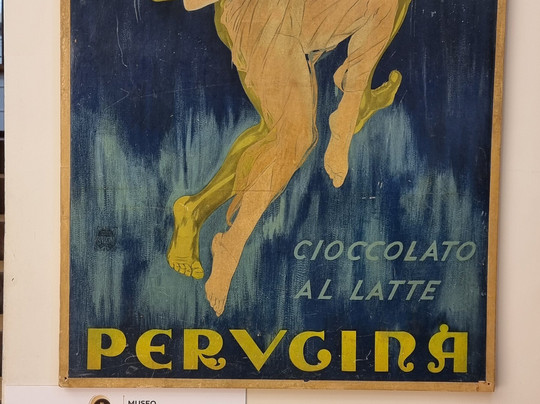 CIOCCOLATO
AL LATTE
PERVGINA
MUSEO